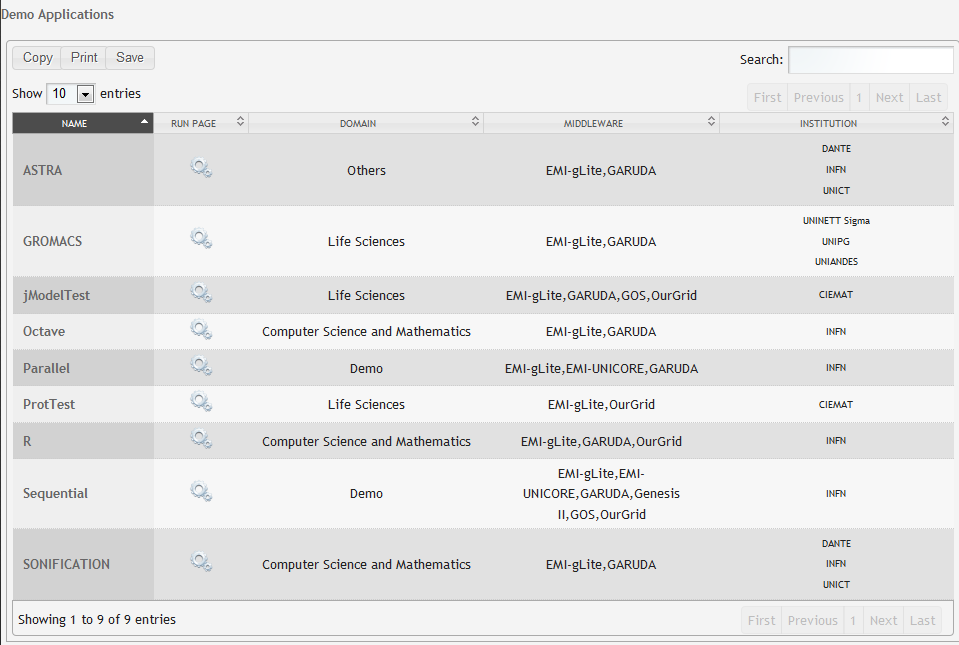 Demo Applications
Copy Print Save
Search:
Show 10 entries
First Previous 1 Next Last
NAME RUN PAGE DOMAIN MIDDLEWARE INSTITUTION
ASTRA Others EMI-gLite,GARUDA DANTE
INFN
UNICT
GROMACS Life Sciences EMI-gLite,GARUDA UNINETT Sigma
UNIPG
UNIANDES
jModelTest Life Sciences EMI-gLite,GARUDA,GOS,OurGrid CIEMAT
Octave Computer Science and Mathematics EMI-gLite,GARUDA INFN
Parallel Demo EMI-gLite,EMI-UNICORE,GARUDA INFN
ProtTest Life Sciences EMI-gLite,OurGrid CIEMAT
R Computer Science and Mathematics EMI-gLite,GARUDA,OurGrid INFN
Sequential Demo EMI-gLite,EMI-
UNICORE,GARUDA,Genesis
II,GOS,OurGrid INFN
SONIFICATION Computer Science and Mathematics EMI-gLite,GARUDA DANTE
INFN
UNICT
Showing 1 to 9 of 9 entries
First Previous 1 Next Last